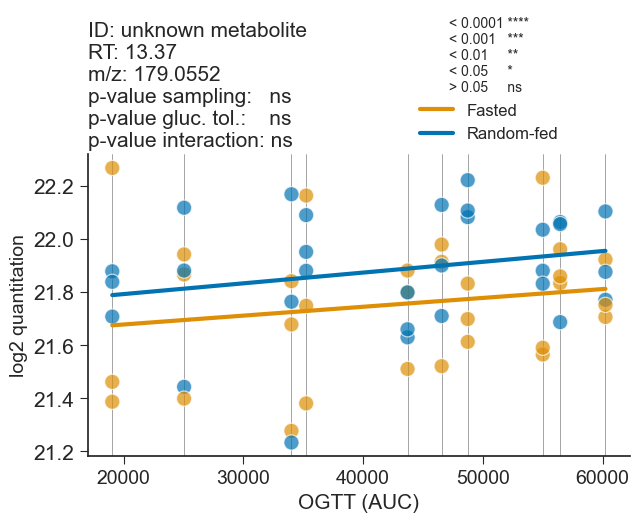 ID: unknown metabolite
RT: 13.37
m/z: 179.0552
p-value sampling: ns
p-value gluc. tol.: ns
p-value interaction: ns
< 0.0001 ****
< 0.001 ***
< 0.01 **
< 0.05 *
> 0.05 ns
Fasted
Random-fed
log2 quantitation
22.2
22.0
21.8
21.6
21.4
21.2
20000 30000 40000 50000 60000
OGTT (AUC)